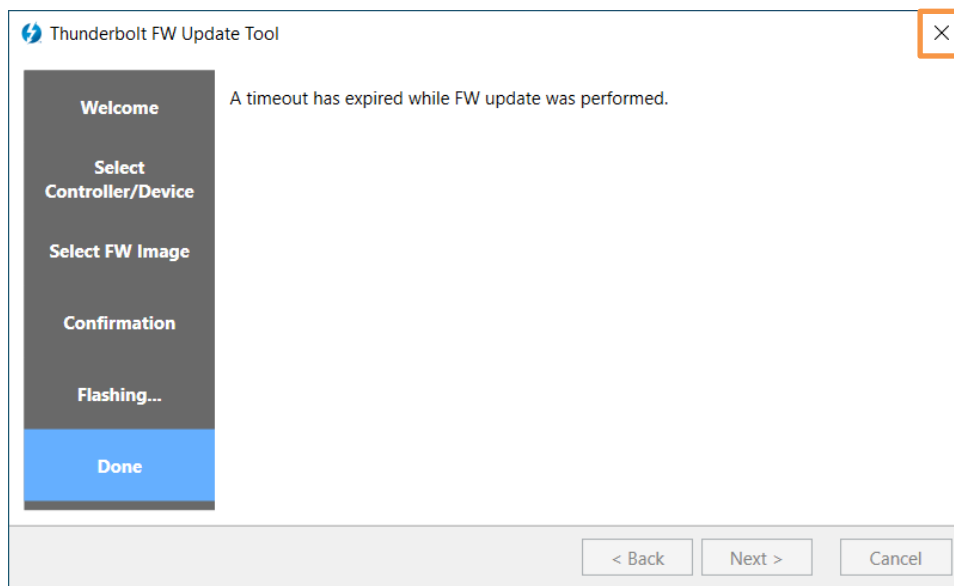 Thunderbolt FW Update Tool
Welcome
A timeout has expired while FW update was performed.
Select
Controller/Device
Select FW Image
Confirmation
Flashing...
Done
< Back
Next >
Cancel